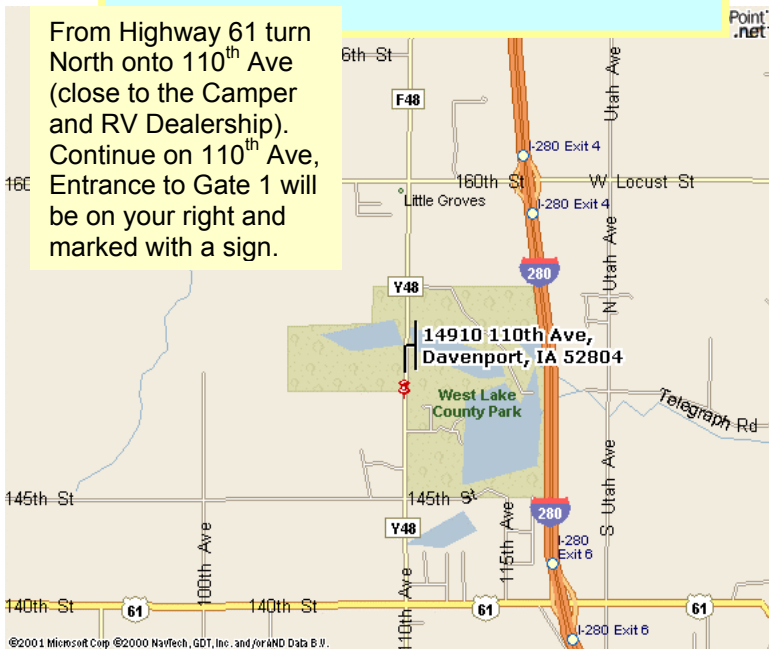 Point
.net
From Highway 61 turn
North onto 110th Ave
(close to the Camper
and RV Dealership).
Continue on 110th Ave,
Entrance to Gate 1 will
be on your right and
marked with a sign.
6th St
F48
Utah Ave
I-280 Exit 4
160
160th St
W Locust St
Little Groves
I-280 Exit 4
N Utah Ave
280
Y48
14910 110th Ave,
Davenport, IA 52804
West Lake
County Park
Telegraph Rd
145th St
145th St
280
S Utah Ave
Y48
I-280
Exit 6
100th Ave
115th Ave
110th Ave
140th St
61
140th St
61
61
I-280 Exit 6
©2001 Microsoft Corp ©2000 NavTech, GDT, Inc. and/or AND Data B.V.